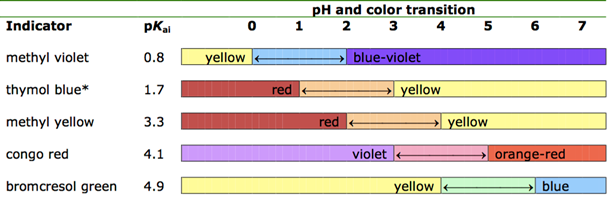 pH and color transition
Indicator pKai 0 1 2 3 4 5 6 7
methyl violet 0.8 yellow blue-violet
thymol blue* 1.7 red yellow
methyl yellow 3.3 red yellow
congo red 4.1 violet orange-red
bromcresol green 4.9 yellow blue